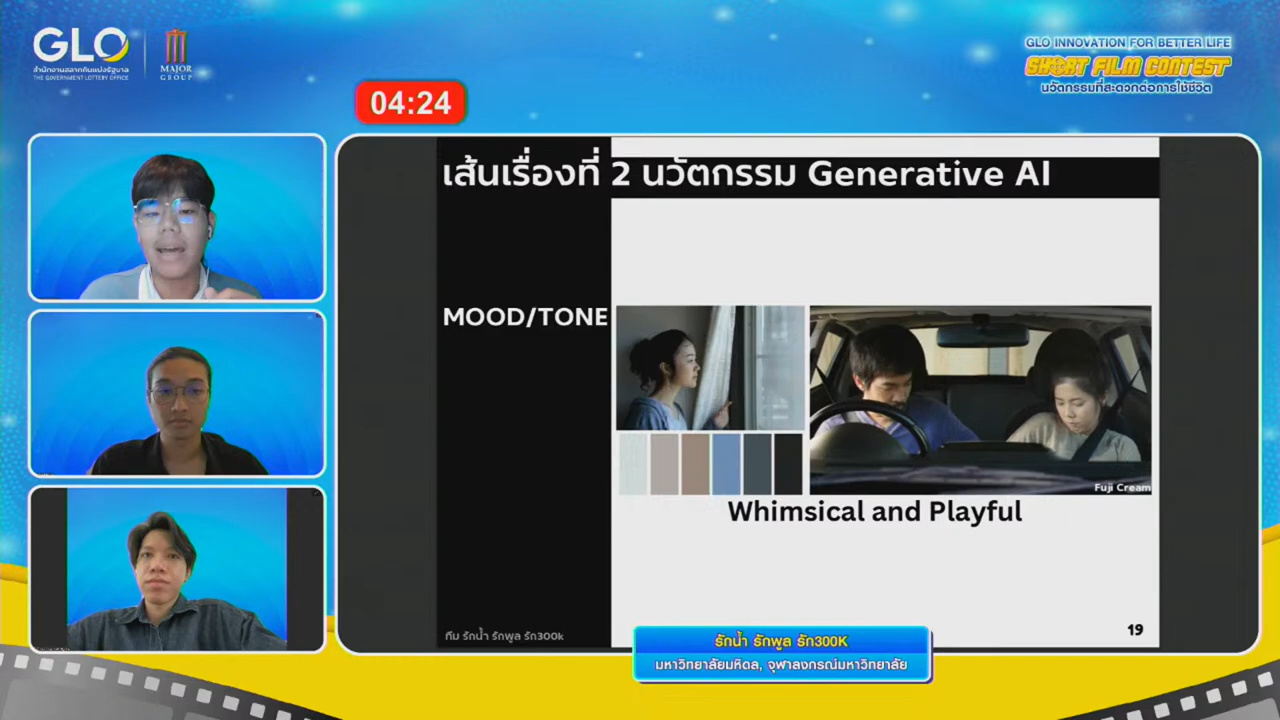 GLO
สำนักงานสลากกินแบ่งรัฐบาล
THE GOVERNMENT LOTTERY OFFICE
MAJOR
GROUP
GLO INNOVATION FOR BETTER LIFE
SHORT FILM CONTEST
นวัตกรรมที่สะดวกต่อการใช้ชีวิต
04:24
เส้นเรื่องที่ 2 นวัตกรรม Generative AI
MOOD/TONE
Fuji Cream
Whimsical and Playful
ทีม รักน้ำ รักพูล รัก300k
19
รักน้ำ รักพูล รัก300K
มหาวิทยาลัยมหิดล, จุฬาลงกรณ์มหาวิทยาลัย